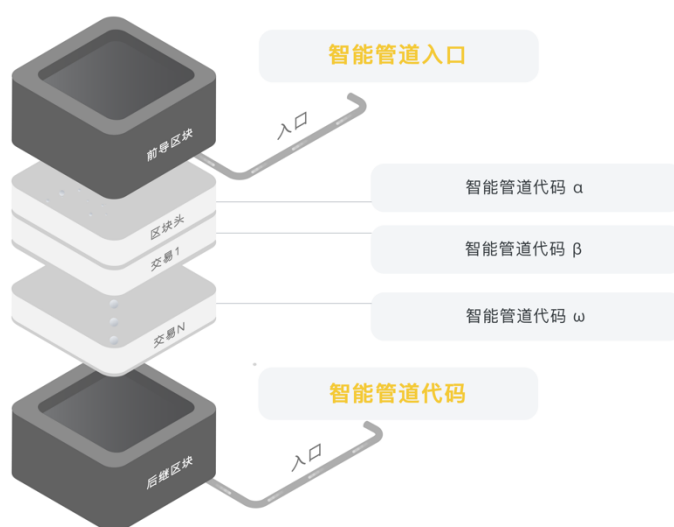 智能管道入口
入口
前导区块
智能管道代码 α
区块头
智能管道代码 β
交易1
智能管道代码 ω
交易N
智能管道代码
入口
后继区块